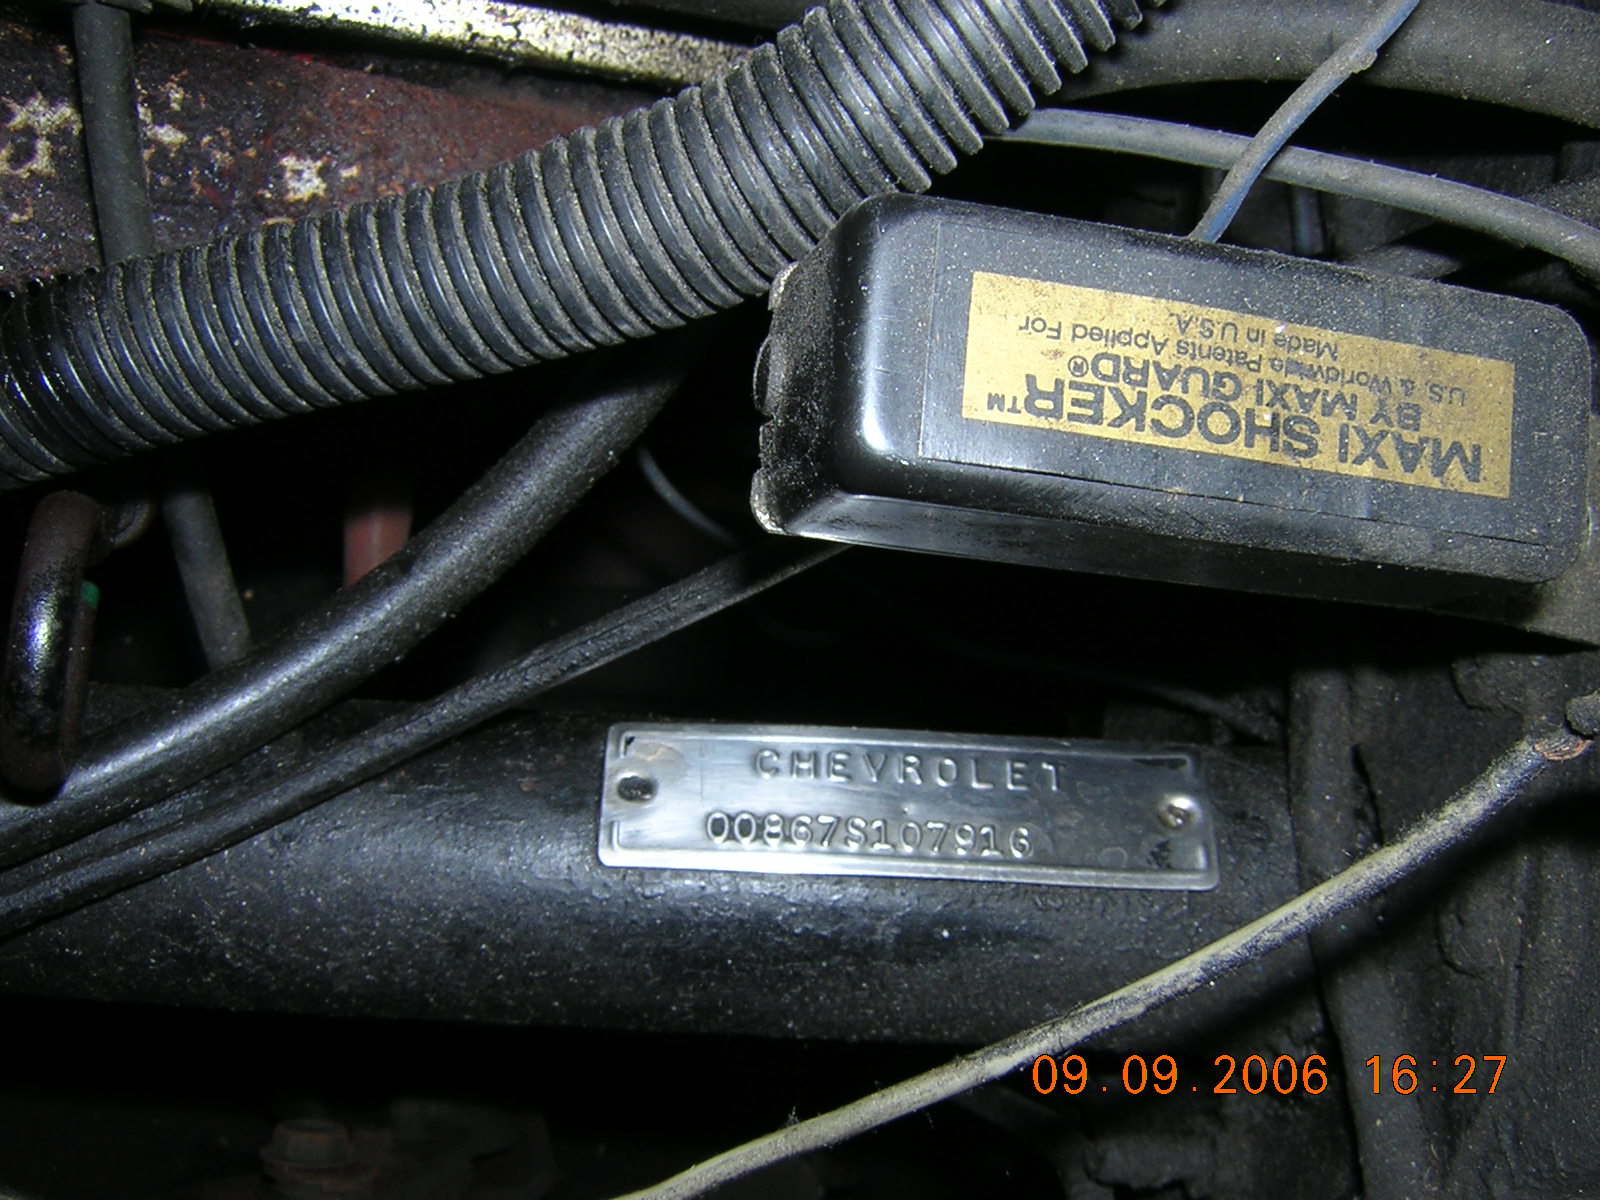 MAXI SHOCKER™
BY MAXI GUARD®
U.S. & Worldwide Patents Applied For
Made in U.S.A.
CHEVROLET
00867S107916
09.09.2006 16:27